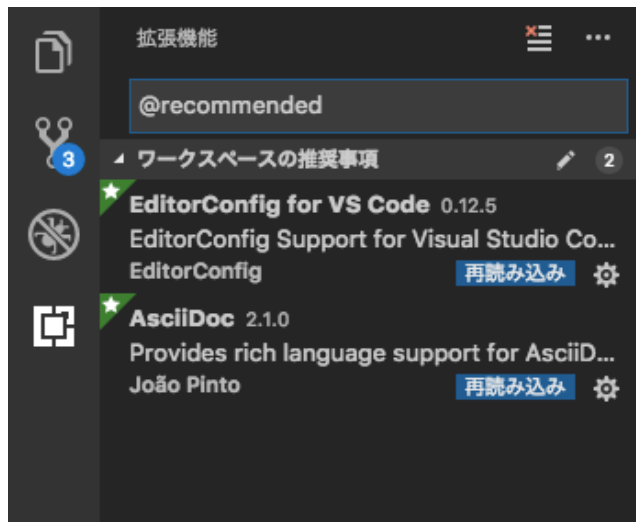 拡張機能
@recommended
3
ワークスペースの推奨事項 2
EditorConfig for VS Code 0.12.5
EditorConfig Support for Visual Studio Co...
EditorConfig 再読み込み
AsciiDoc 2.1.0
Provides rich language support for AsciiD...
João Pinto 再読み込み